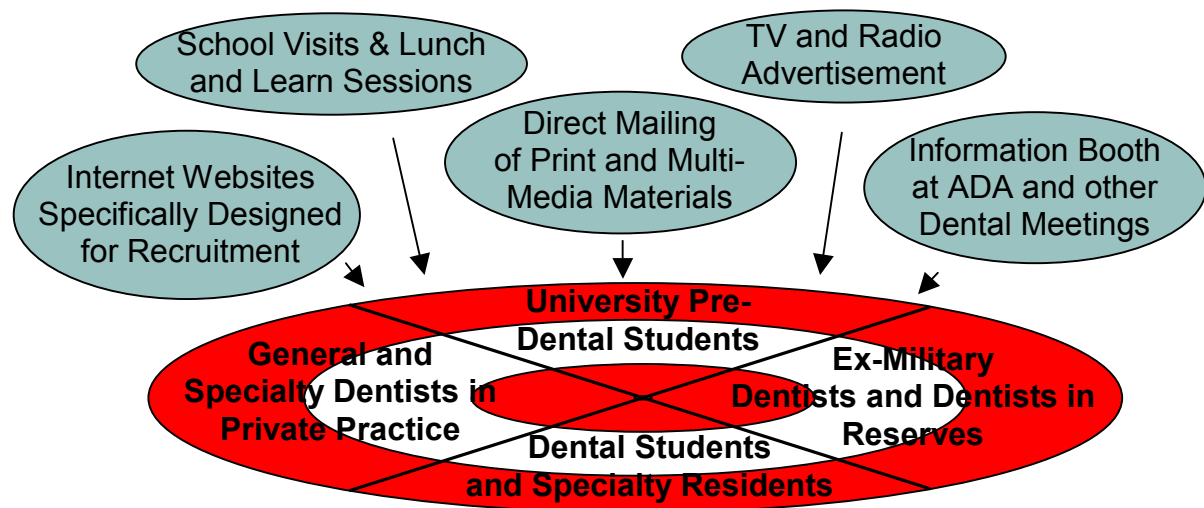 School Visits & Lunch
and Learn Sessions
TV and Radio
Advertisement
Direct Mailing
of Print and Multi-
Media Materials
Internet Websites
Specifically Designed
for Recruitment
Information Booth
at ADA and other
Dental Meetings
University Pre-
Dental Students
General and
Specialty Dentists in
Private Practice
Ex-Military
Dentists and Dentists in
Reserves
Dental Students
and Specialty Residents